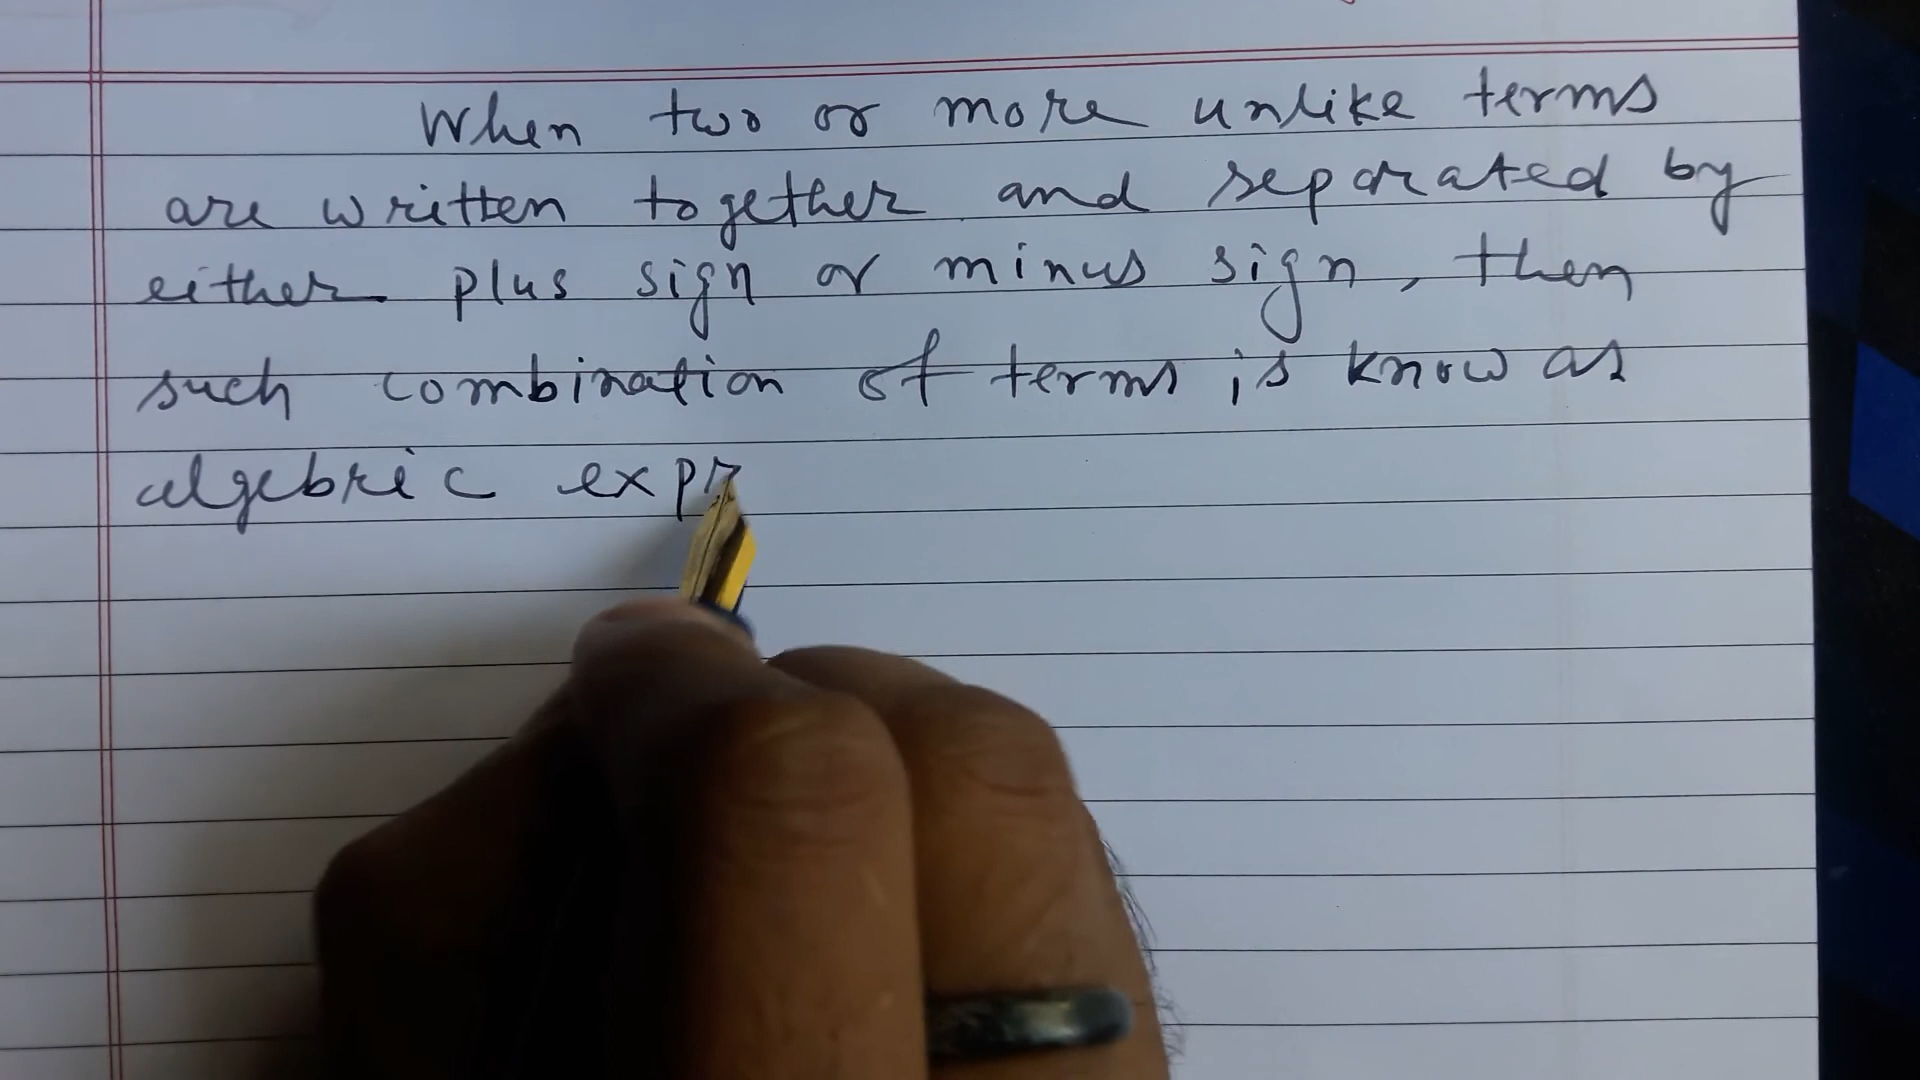 When two or more unlike terms
are written together and separated by
either plus sign or minus sign, then
such combination of terms is know as
algebric expr